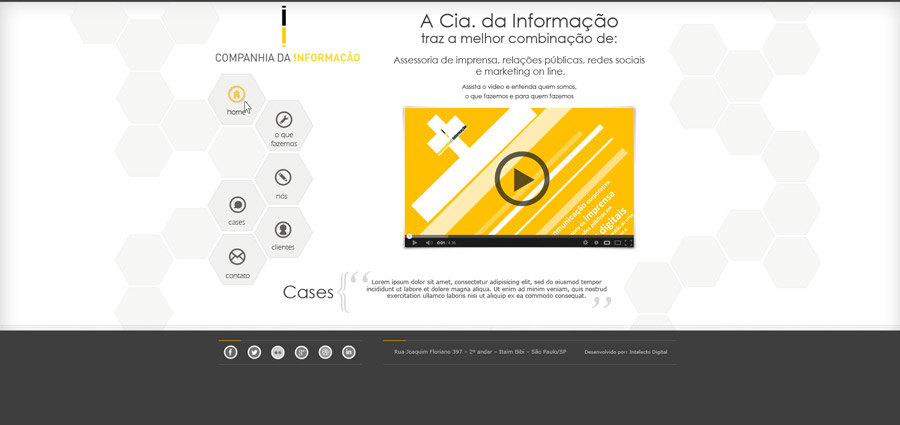 COMPANHIA DA !NFORMAÇÃO
home
o que
fazemos
nós
cases
clientes
contato
A Cia. da Informação
traz a melhor combinação de:
Assessoria de imprensa, relações públicas, redes sociais
e marketing on line.
Assista o video e entenda quem somos,
o que fazemos e para quem fazemos
comunicação corporativa
imprensa
digitais
0:01 / 4:36
Cases
Lorem ipsum dolor sit amet, consectetur adipisicing elit, sed do eiusmod tempor
incididunt ut labore et dolore magna aliqua. Ut enim ad minim veniam, quis nostrud
exercitation ullamco laboris nisi ut aliquip ex ea commodo consequat.
Rua Joaquim Floriano 397 – 2º andar – Itaim Bibi – São Paulo/SP
Desenvolvido por: Intelecto Digital